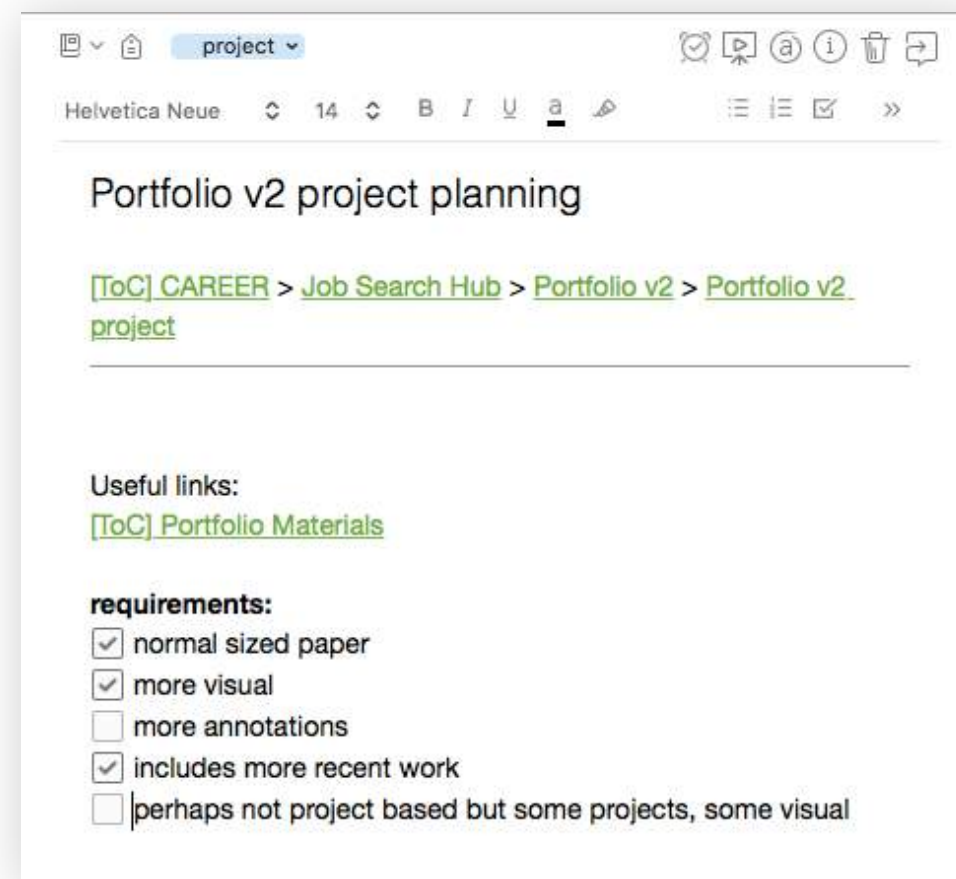 project
Helvetica Neue 14 B I U a
Portfolio v2 project planning
[ToC] CAREER > Job Search Hub > Portfolio v2 > Portfolio v2
project
Useful links:
[ToC] Portfolio Materials
requirements:
normal sized paper
more visual
more annotations
includes more recent work
perhaps not project based but some projects, some visual